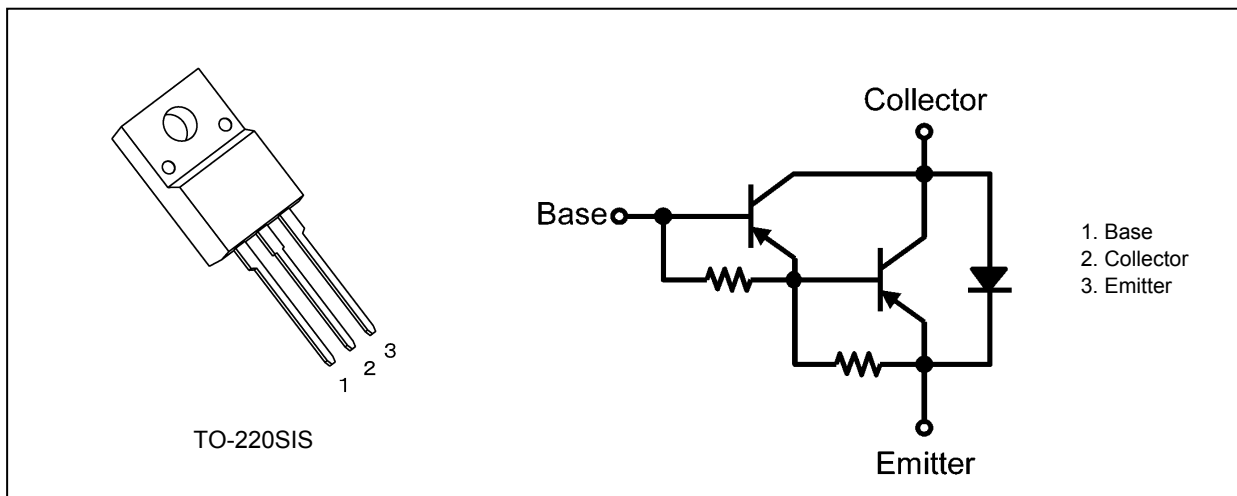 1
2
3
TO-220SIS
Collector
Base
Emitter
1. Base
2. Collector
3. Emitter